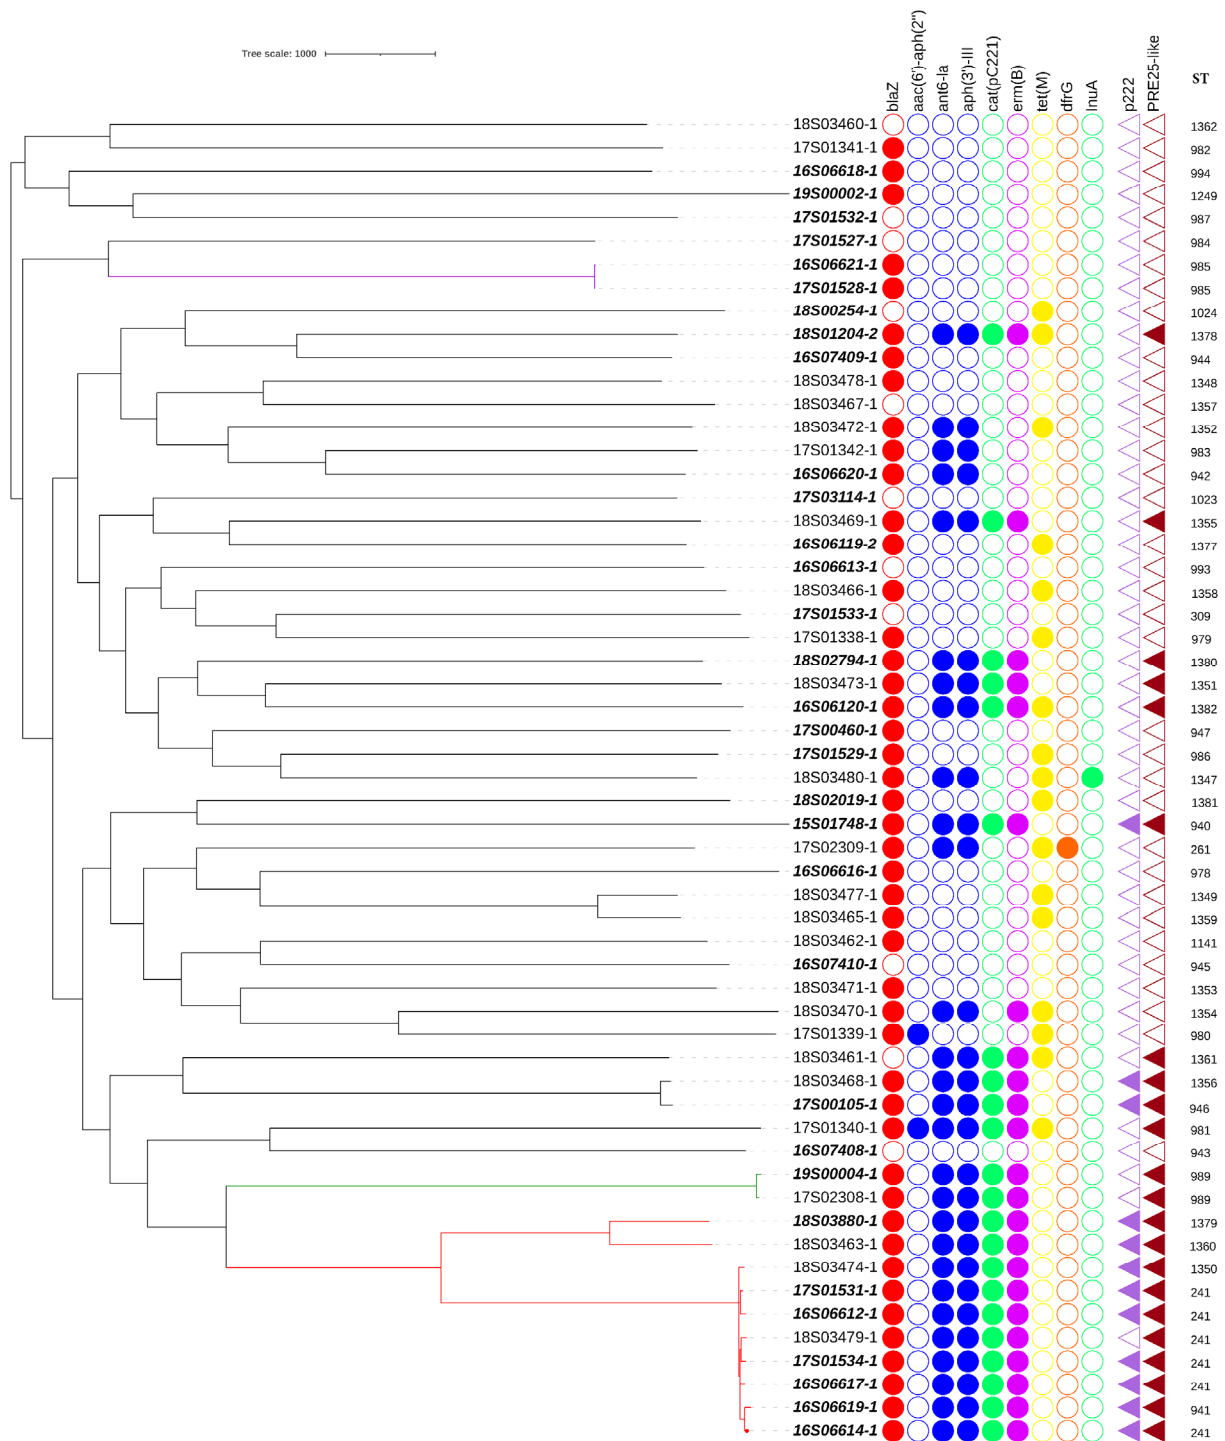 Tree scale: 1000
blaZ
aac(6')-aph(2'')
ant6-Ia
aph(3')-III
cat(pC221)
erm(B)
tet(M)
dfrG
lnuA
p222
PRE25-like
ST
18S03460-1 1362
17S01341-1 982
16S06618-1 994
19S00002-1 1249
17S01532-1 987
17S01527-1 984
16S06621-1 985
17S01528-1 985
18S00254-1 1024
18S01204-2 1378
16S07409-1 944
18S03478-1 1348
18S03467-1 1357
18S03472-1 1352
17S01342-1 983
16S06620-1 942
17S03114-1 1023
18S03469-1 1355
16S06119-2 1377
16S06613-1 993
18S03466-1 1358
17S01533-1 309
17S01338-1 979
18S02794-1 1380
18S03473-1 1351
16S06120-1 1382
17S00460-1 947
17S01529-1 986
18S03480-1 1347
18S02019-1 1381
15S01748-1 940
17S02309-1 261
16S06616-1 978
18S03477-1 1349
18S03465-1 1359
18S03462-1 1141
16S07410-1 945
18S03471-1 1353
18S03470-1 1354
17S01339-1 980
18S03461-1 1361
18S03468-1 1356
17S00105-1 946
17S01340-1 981
16S07408-1 943
19S00004-1 989
17S02308-1 989
18S03880-1 1379
18S03463-1 1360
18S03474-1 1350
17S01531-1 241
16S06612-1 241
18S03479-1 241
17S01534-1 241
16S06617-1 241
16S06619-1 941
16S06614-1 241